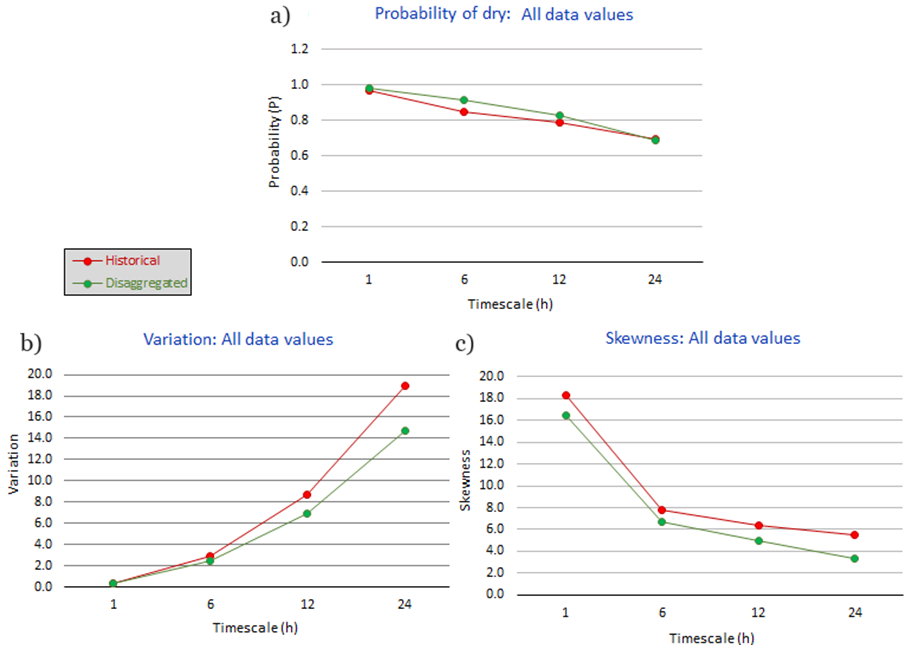 a) Probability of dry: All data values
1.2
1.0
0.8
0.6
0.4
0.2
0.0
Probability (P)
1 6 12 24
Timescale (h)
Historical
Disaggregated
b) Variation: All data values
20.0
18.0
16.0
14.0
12.0
10.0
8.0
6.0
4.0
2.0
0.0
Variation
1 6 12 24
Timescale (h)
c) Skewness: All data values
20.0
18.0
16.0
14.0
12.0
10.0
8.0
6.0
4.0
2.0
0.0
Skewness
1 6 12 24
Timescale (h)